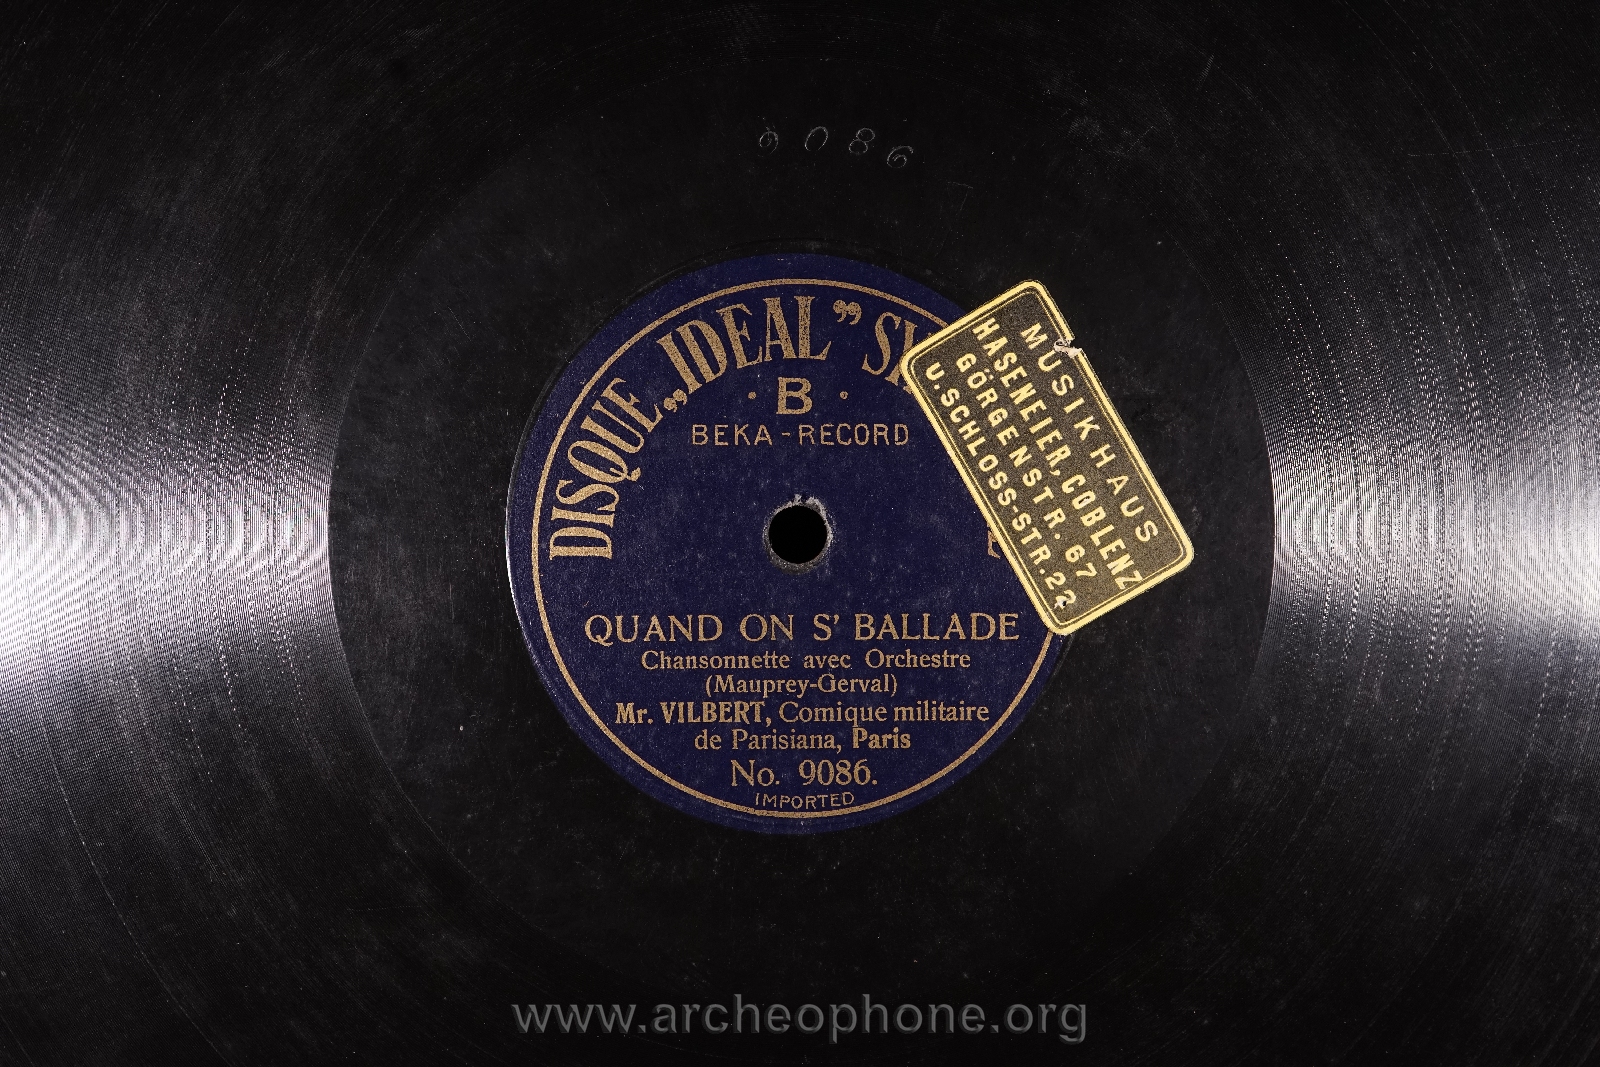 9086
DISQUE „IDEAL”
B
BEKA-RECORD
QUAND ON S' BALLADE
Chansonnette avec Orchestre
(Mauprey-Gerval)
Mr. VILBERT, Comique militaire
de Parisiana, Paris
No. 9086.
IMPORTED
MUSIKHAUS
HASENEIER, COBLENZ
GÖRGENSTR. 67
U. SCHLOSS-STR. 22
www.archeophone.org